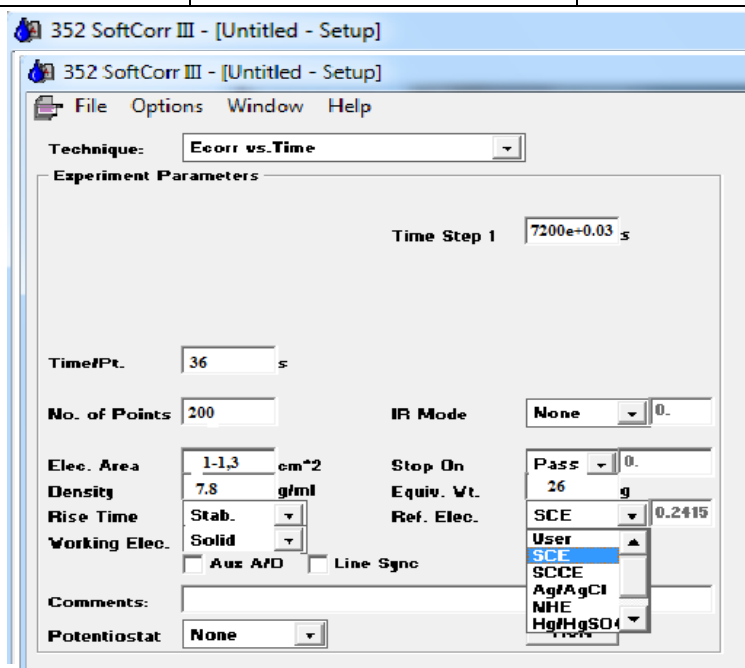 352 SoftCorr III - [Untitled - Setup]
352 SoftCorr III - [Untitled - Setup]
File Options Window Help
Technique: Ecorr vs.Time
Experiment Parameters
Time Step 1 7200e+0.03 s
Time/Pt. 36 s
No. of Points 200 IR Mode None 0.
Elec. Area 1-1,3 cm^2 Stop On Pass 0.
Density 7.8 g/ml Equiv. Wt. 26 g
Rise Time Stab. Ref. Elec. SCE 0.2415
Working Elec. Solid User
SCE
Aux A/D Line Sync SCCE
Ag/AgCl
Comments: NHE
Hg/HgSO4
Potentiostat None